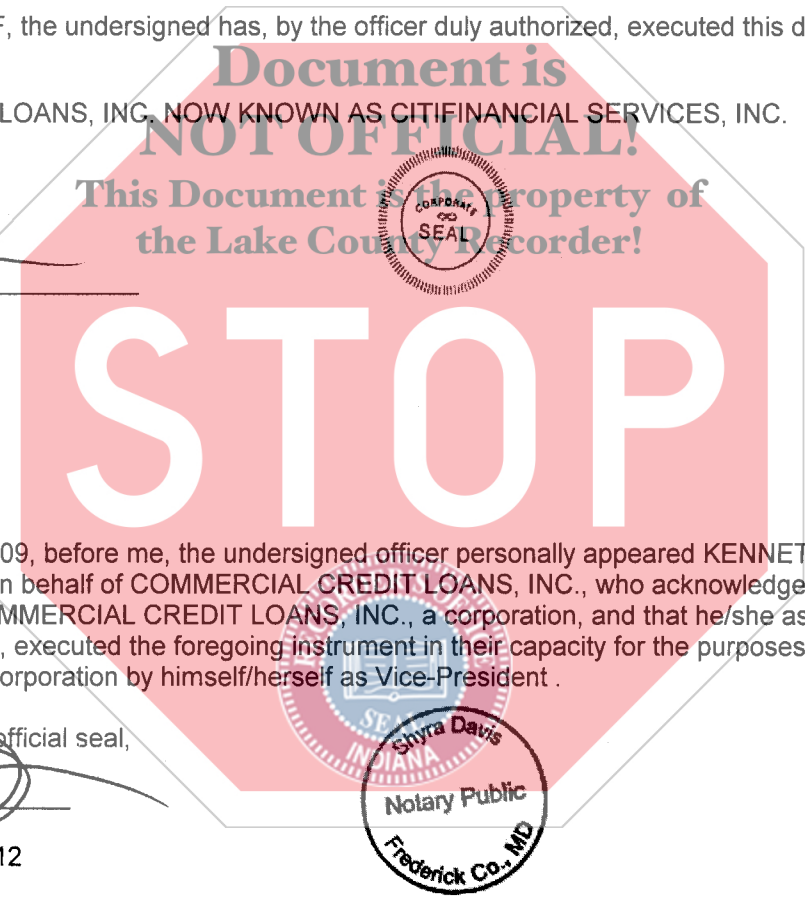 F, the undersigned has, by the officer duly authorized, executed this d
Document is
LOANS, INC. NOW KNOWN AS CITIFINANCIAL SERVICES, INC.
NOT OFFICIAL!
This Document is the property of
the Lake County Recorder!
CORPORATE
SEAL
STOP
09, before me, the undersigned officer personally appeared KENNET
n behalf of COMMERCIAL CREDIT LOANS, INC., who acknowledge
MMERCIAL CREDIT LOANS, INC., a corporation, and that he/she as
, executed the foregoing instrument in their capacity for the purposes
orporation by himself/herself as Vice-President .
SEAL
INDIANA
official seal,
Shyra Davis
Notary Public
Frederick Co., MD
12